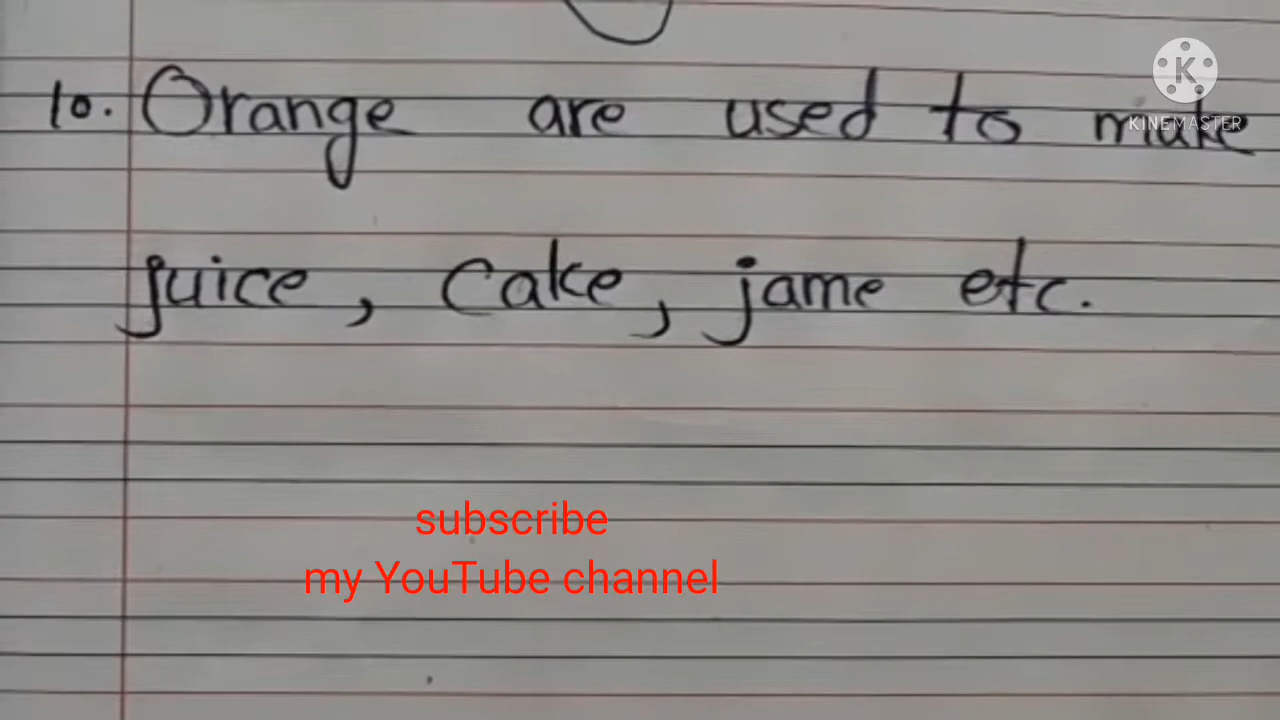 10. Orange are used to make
juice, Cake, jame etc.
subscribe
my YouTube channel
KINEMASTER